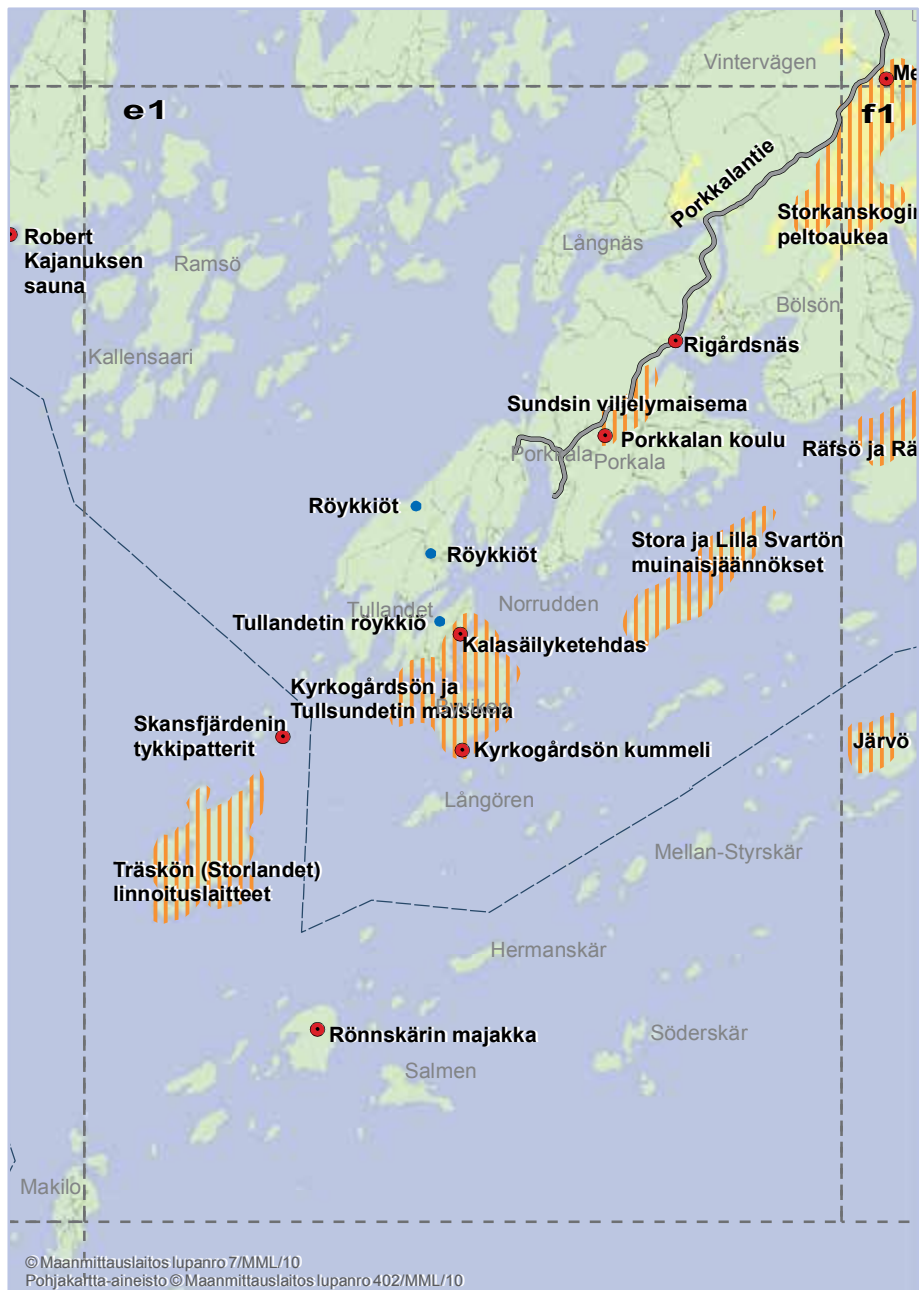 Vintervägen
Me
e1
f1
Porkkalantie
Storkanskogin
peltoaukea
Robert
Kajanuksen
sauna
Långnäs
Ramsö
Bölsön
Rigårdsnäs
Kallensaari
Sundsin viljelymaisema
Porkkalan koulu
Räfsö ja Rä
Porkkala
Porkala
Röykkiöt
Stora ja Lilla Svartön
muinaisjäännökset
Röykkiöt
Norrudden
Tullandet
Tullandetin röykkiö
Kalasäilyketehdas
Kyrkogårdsön ja
Tullsundetin maisema
Byviken
Skansfjärdenin
tykkipatterit
Kyrkogårdsön kummeli
Järvö
Långören
Mellan-Styrskär
Träskön (Storlandet)
linnoituslaitteet
Hermanskär
Rönnskärin majakka
Söderskär
Salmen
Makilo
© Maanmittauslaitos lupanro 7/MML/10
Pohjakartta-aineisto © Maanmittauslaitos lupanro 402/MML/10